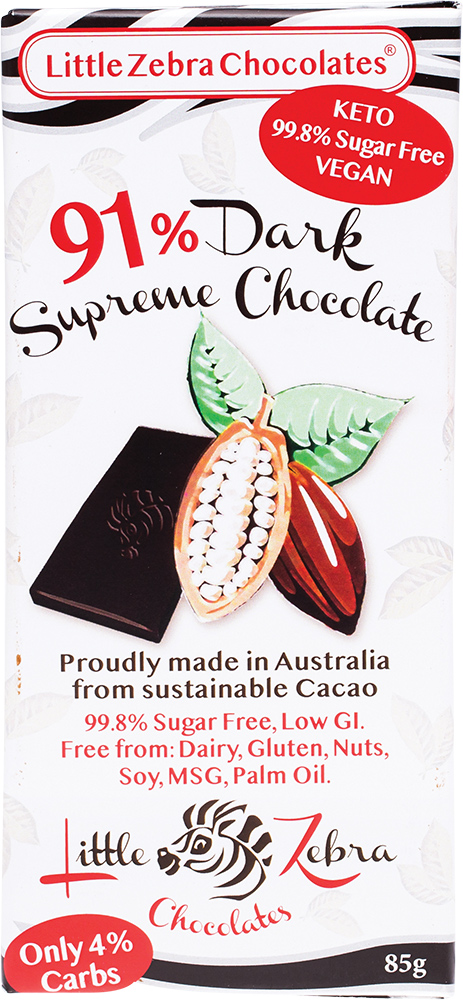 Little Zebra Chocolates®
KETO
99.8% Sugar Free
VEGAN
91% Dark
Supreme Chocolate
Proudly made in Australia
from sustainable Cacao
99.8% Sugar Free, Low GI.
Free from: Dairy, Gluten, Nuts,
Soy, MSG, Palm Oil.
Little Zebra
Chocolates
Only 4%
Carbs
85g